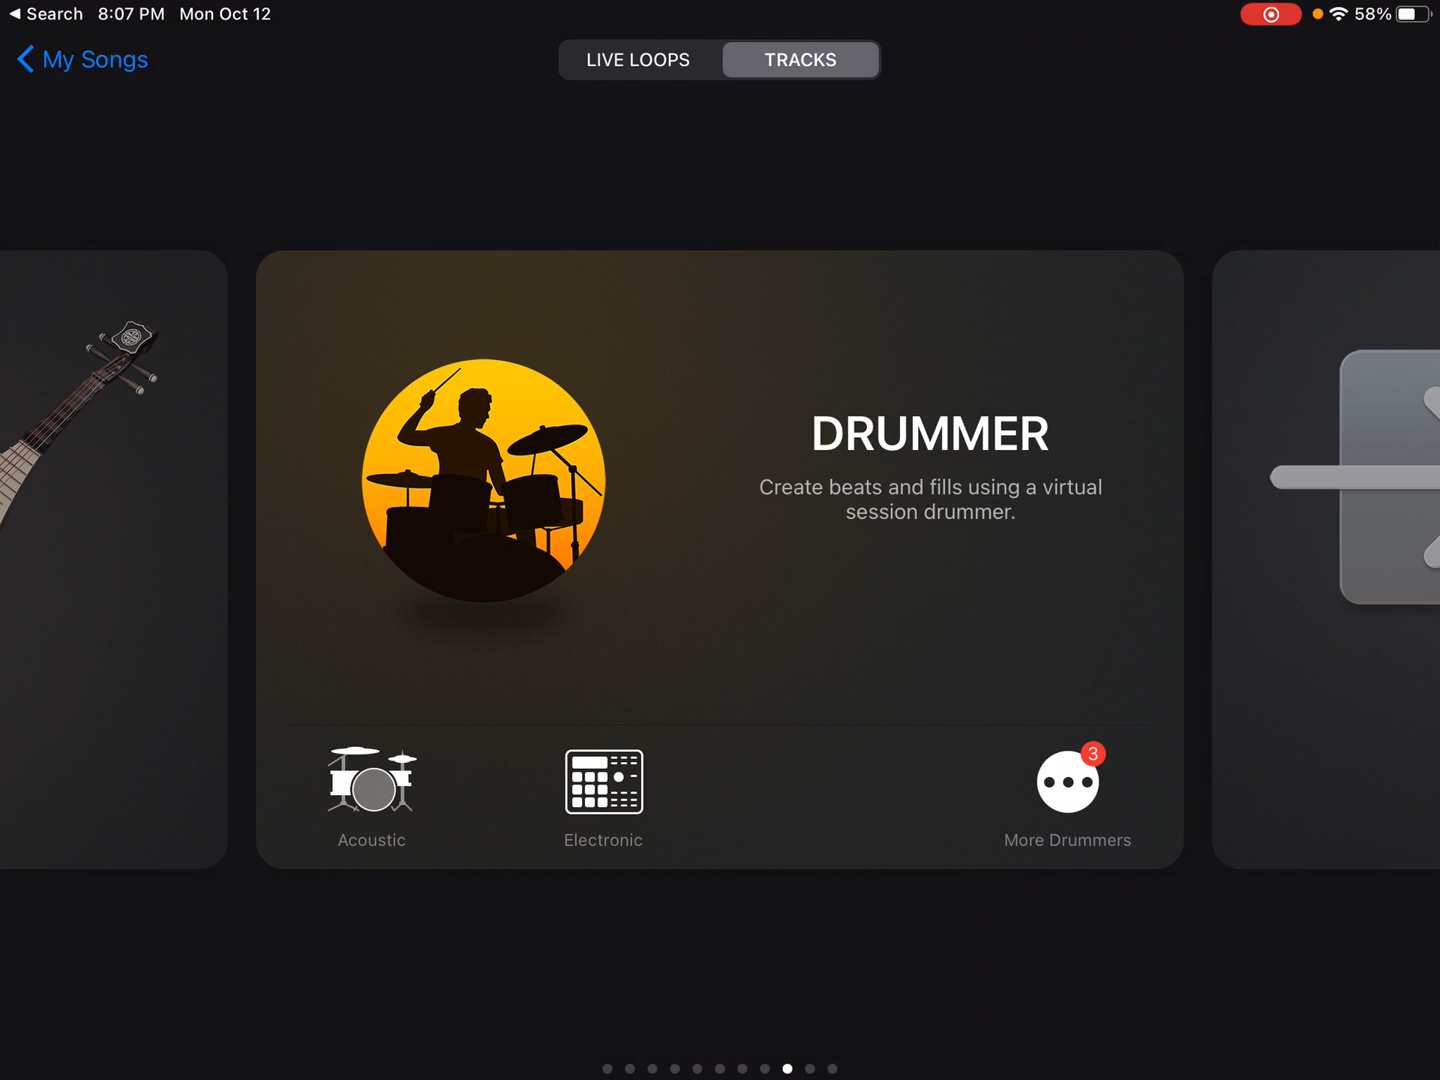 Search 8:07 PM Mon Oct 12
58%
My Songs
LIVE LOOPS
TRACKS
DRUMMER
Create beats and fills using a virtual
session drummer.
3
Acoustic
Electronic
More Drummers